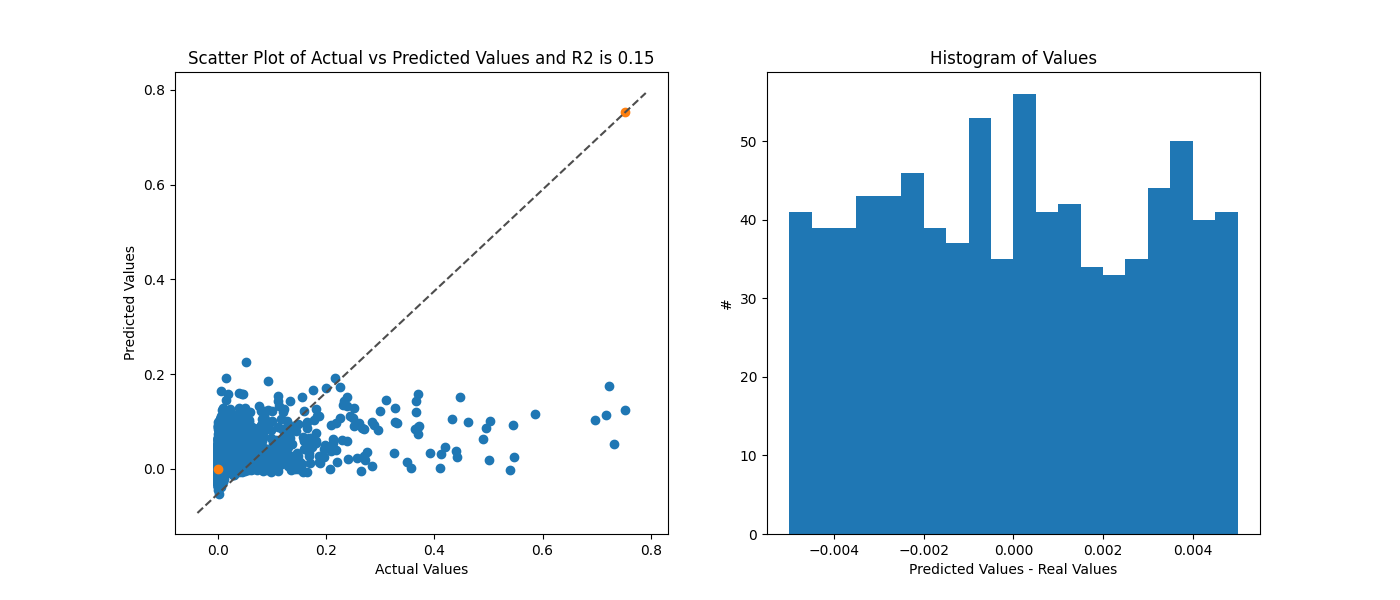 Scatter Plot of Actual vs Predicted Values and R2 is 0.15
Predicted Values
0.8
0.6
0.4
0.2
0.0
0.0 0.2 0.4 0.6 0.8
Actual Values
Histogram of Values
#
50
40
30
20
10
0
−0.004 −0.002 0.000 0.002 0.004
Predicted Values - Real Values